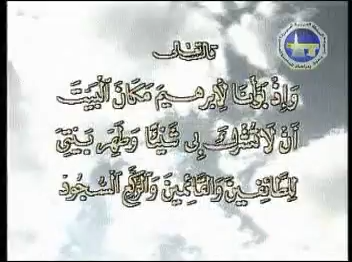 قال تعالى
وَإِذْ بَوَّأْنَا لِإِبْرَاهِيمَ مَكَانَ الْبَيْتِ
أَنْ لَا تُشْرِكْ بِي شَيْئًا وَطَهِّرْ بَيْتِيَ
لِلطَّائِفِينَ وَالْقَائِمِينَ وَالرُّكَّعِ السُّجُودِ